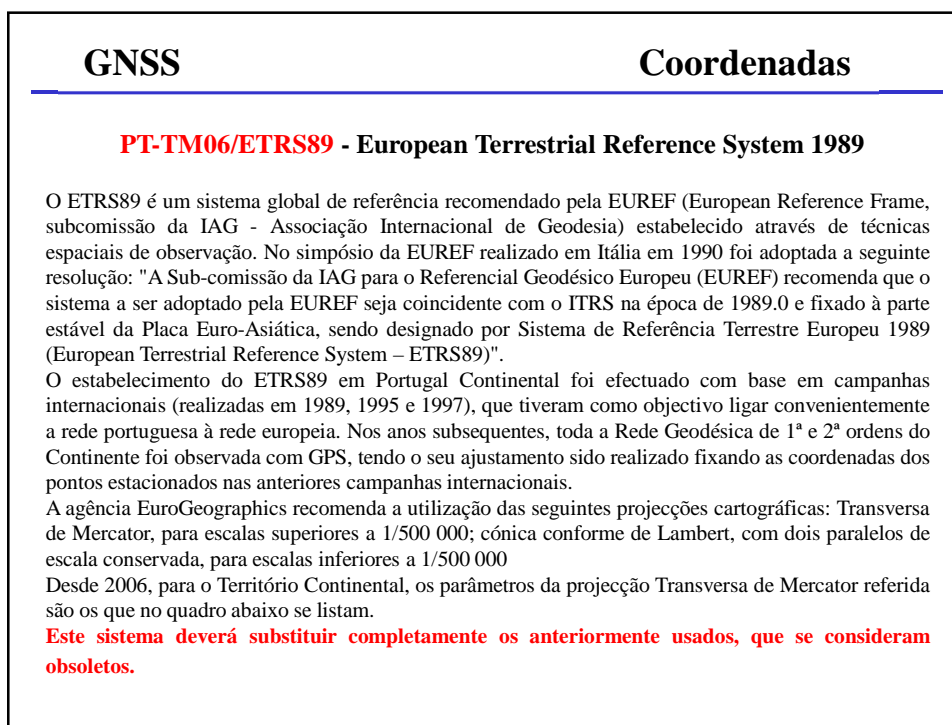 GNSS Coordenadas
PT-TM06/ETRS89 - European Terrestrial Reference System 1989
O ETRS89 é um sistema global de referência recomendado pela EUREF (European Reference Frame,
subcomissão da IAG - Associação Internacional de Geodesia) estabelecido através de técnicas
espaciais de observação. No simpósio da EUREF realizado em Itália em 1990 foi adoptada a seguinte
resolução: "A Sub-comissão da IAG para o Referencial Geodésico Europeu (EUREF) recomenda que o
sistema a ser adoptado pela EUREF seja coincidente com o ITRS na época de 1989.0 e fixado à parte
estável da Placa Euro-Asiática, sendo designado por Sistema de Referência Terrestre Europeu 1989
(European Terrestrial Reference System – ETRS89)".
O estabelecimento do ETRS89 em Portugal Continental foi efectuado com base em campanhas
internacionais (realizadas em 1989, 1995 e 1997), que tiveram como objectivo ligar convenientemente
a rede portuguesa à rede europeia. Nos anos subsequentes, toda a Rede Geodésica de 1ª e 2ª ordens do
Continente foi observada com GPS, tendo o seu ajustamento sido realizado fixando as coordenadas dos
pontos estacionados nas anteriores campanhas internacionais.
A agência EuroGeographics recomenda a utilização das seguintes projecções cartográficas: Transversa
de Mercator, para escalas superiores a 1/500 000; cónica conforme de Lambert, com dois paralelos de
escala conservada, para escalas inferiores a 1/500 000
Desde 2006, para o Território Continental, os parâmetros da projecção Transversa de Mercator referida
são os que no quadro abaixo se listam.
Este sistema deverá substituir completamente os anteriormente usados, que se consideram
obsoletos.